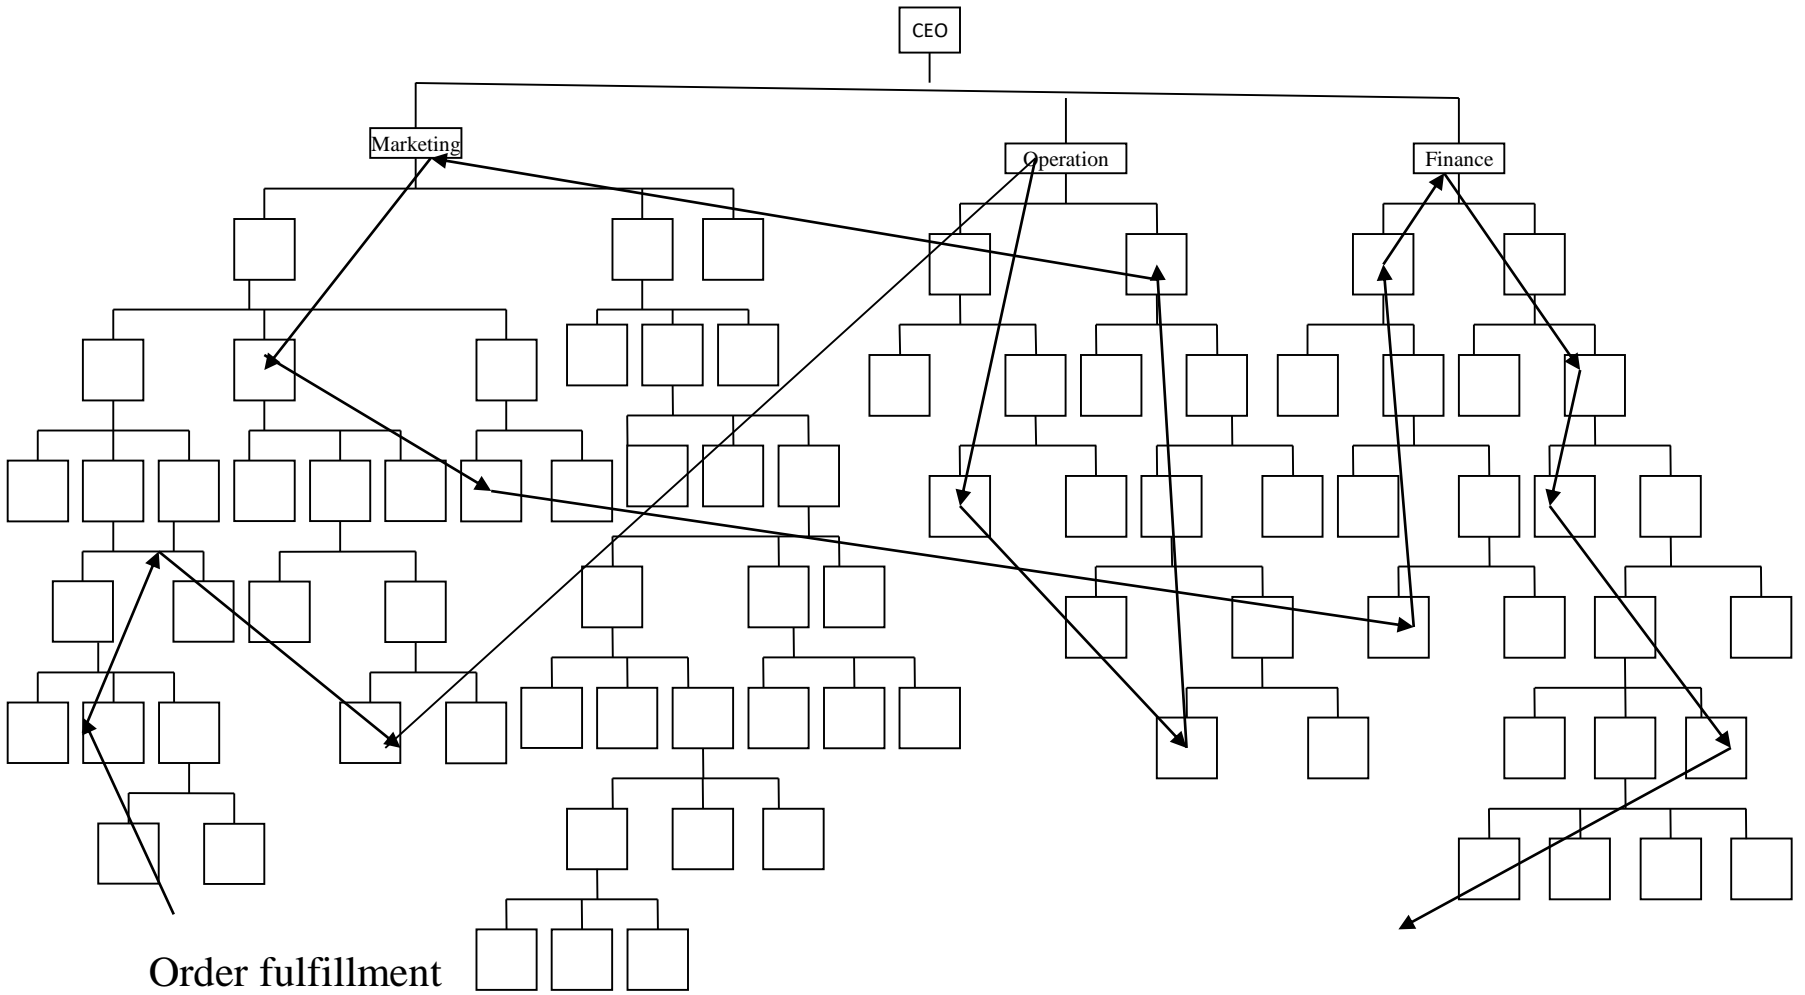 CEO
Marketing
Operation
Finance
Order fulfillment